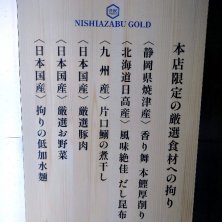 NISHIAZABU GOLD
本店限定の厳選食材への拘り
〈静岡県焼津産〉香り舞 本鰹厚削り
〈北海道日高産〉風味絶佳 だし昆布
〈九州産〉片口鰯の煮干し
〈日本国産〉厳選豚肉
〈日本国産〉厳選お野菜
〈日本国産〉拘りの低加水麺